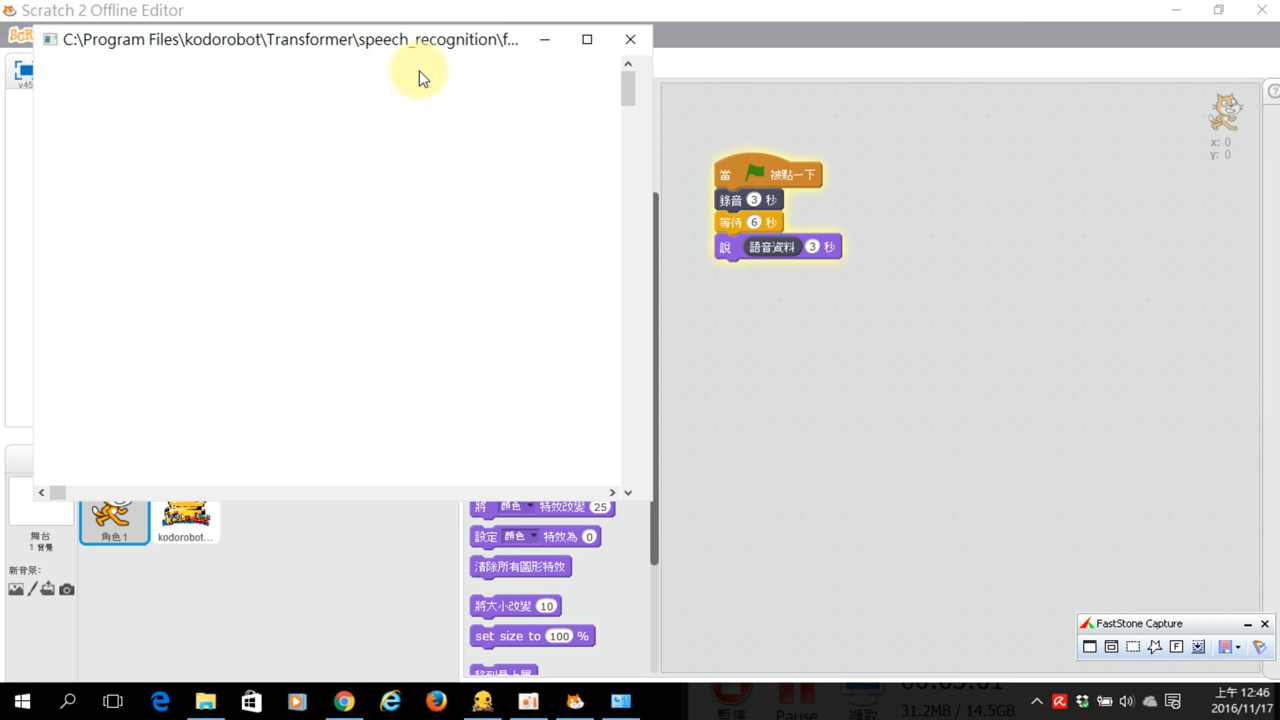 Scratch 2 Offline Editor
C:\Program Files\kodorobot\Transformer\speech_recognition\f...
v45
x: 0
y: 0
當 被點一下
錄音 3 秒
等待 6 秒
說 語音資料 3 秒
將 顏色 特效改變 25
設定 顏色 特效為 0
清除所有圖形特效
將大小改變 10
set size to 100 %
舞台
1 背景
角色1
kodorobot...
新背景:
FastStone Capture
暫停
Pause
擷取
31.2MB / 14.5GB
上午 12:46
2016/11/17